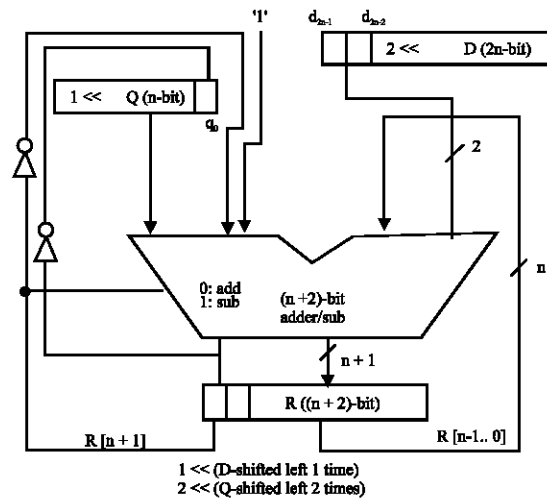 '1'
d2n-1 d2n-2
1 << Q (n-bit)
2 << D (2n-bit)
q0
2
n
0: add
1: sub
(n +2)-bit
adder/sub
n + 1
R ((n + 2)-bit)
R [n + 1]
R [n-1.. 0]
1 << (D-shifted left 1 time)
2 << (Q-shifted left 2 times)